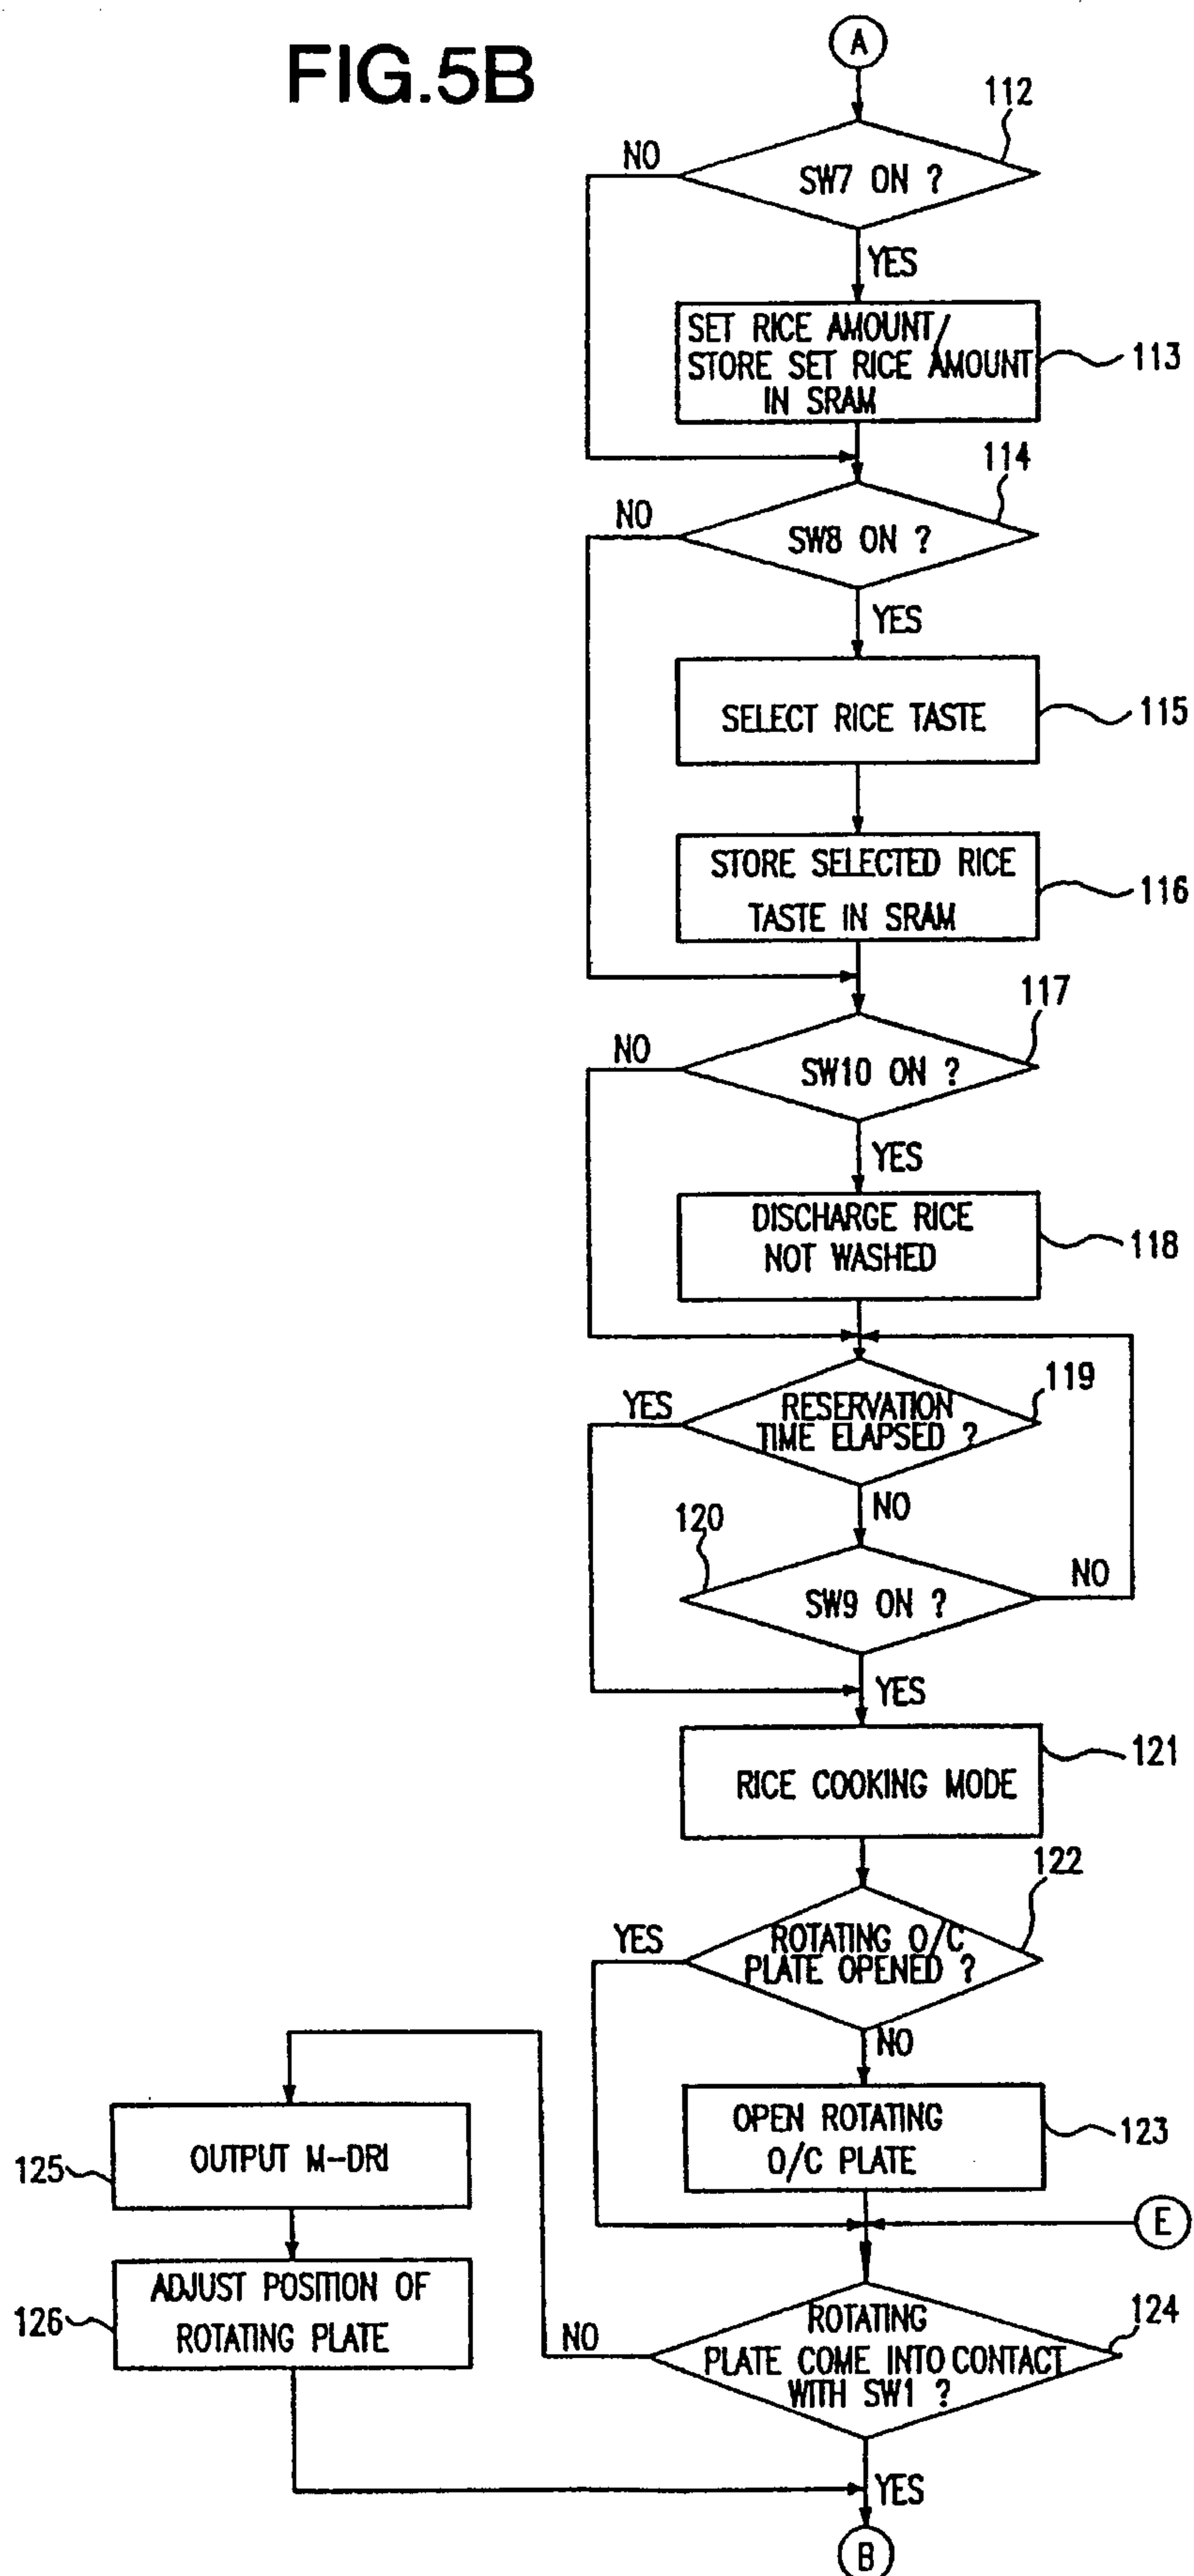 FIG.5B
A
112
NO
SW7 ON ?
YES
SET RICE AMOUNT/
STORE SET RICE AMOUNT
IN SRAM
113
114
NO
SW8 ON ?
YES
SELECT RICE TASTE
115
STORE SELECTED RICE
TASTE IN SRAM
116
117
NO
SW10 ON ?
YES
DISCHARGE RICE
NOT WASHED
118
119
YES
RESERVATION
TIME ELAPSED ?
NO
120
SW9 ON ?
NO
YES
RICE COOKING MODE
121
122
YES
ROTATING O/C
PLATE OPENED ?
NO
OPEN ROTATING
O/C PLATE
123
OUTPUT M-DR1
125
E
ADJUST POSITION OF
ROTATING PLATE
126
124
NO
ROTATING
PLATE COME INTO CONTACT
WITH SW1 ?
YES
B